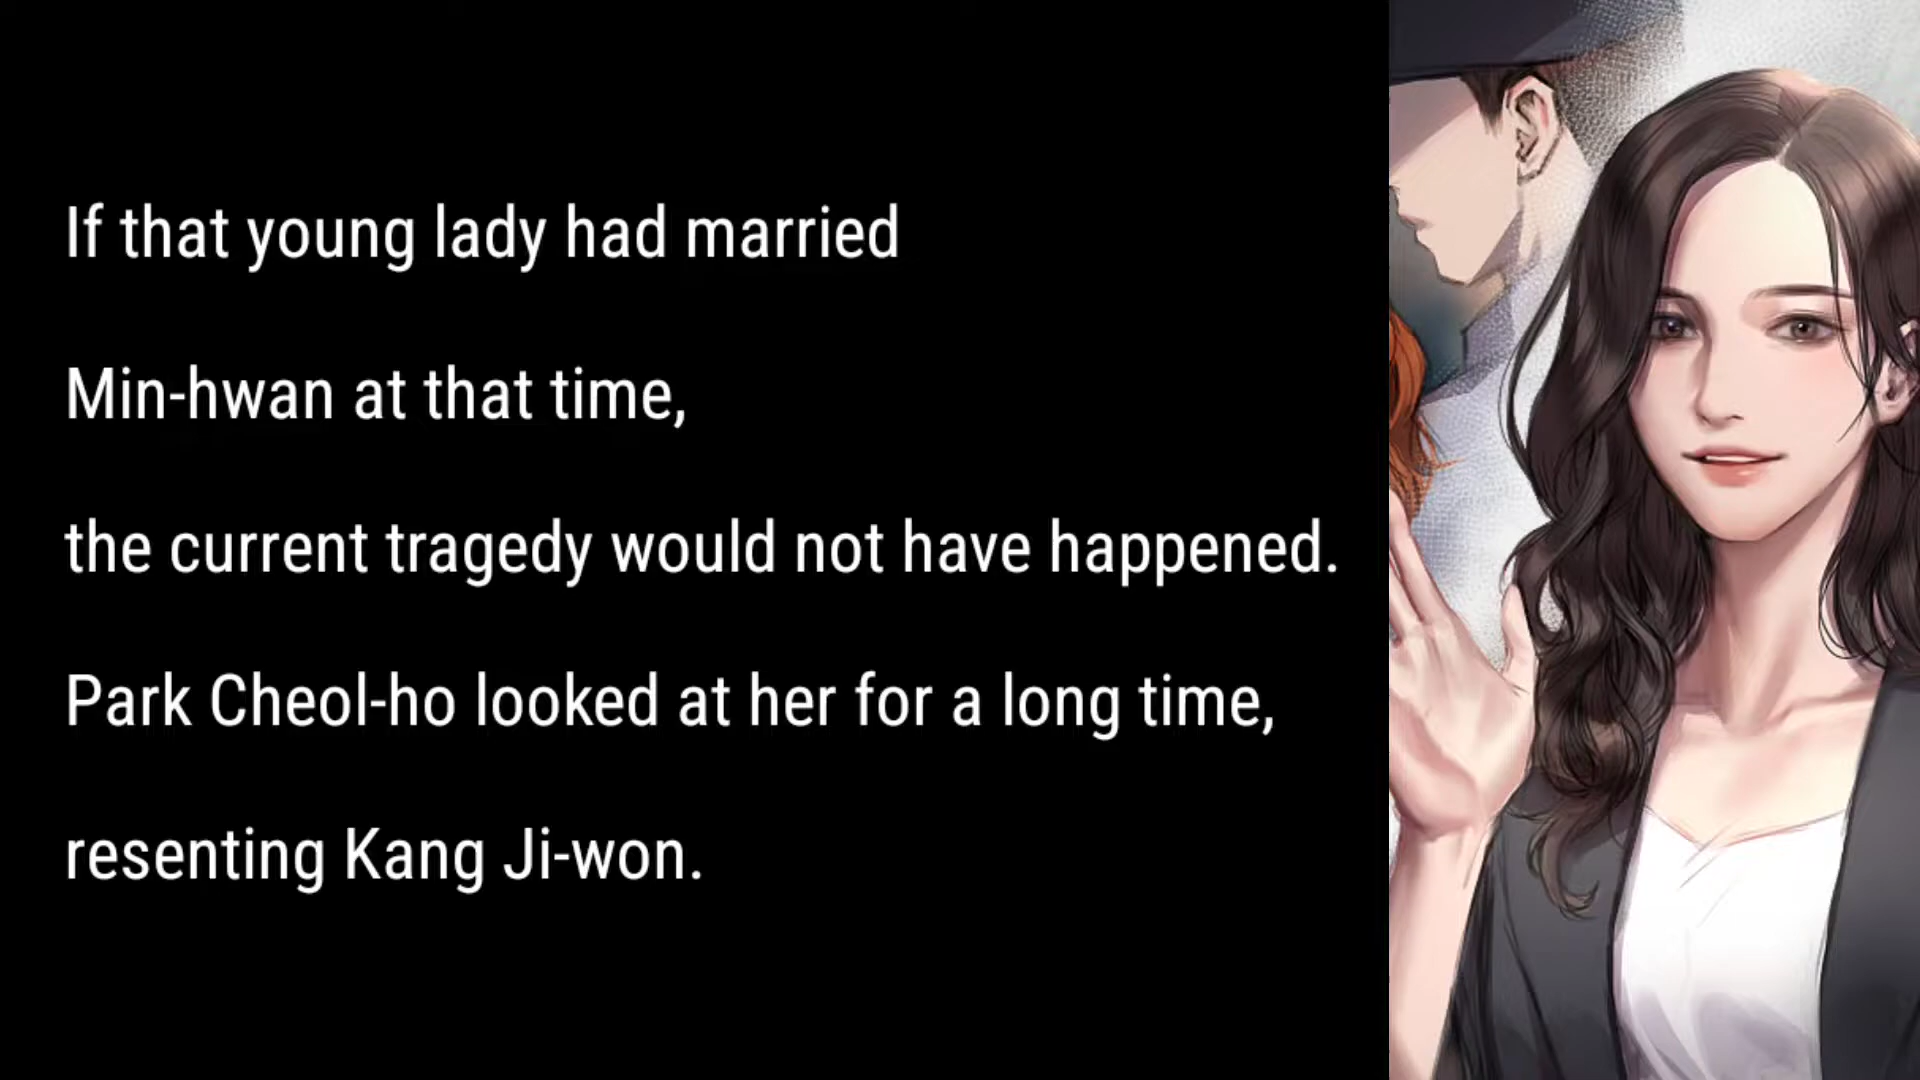 If that young lady had married
Min-hwan at that time,
the current tragedy would not have happened.
Park Cheol-ho looked at her for a long time,
resenting Kang Ji-won.